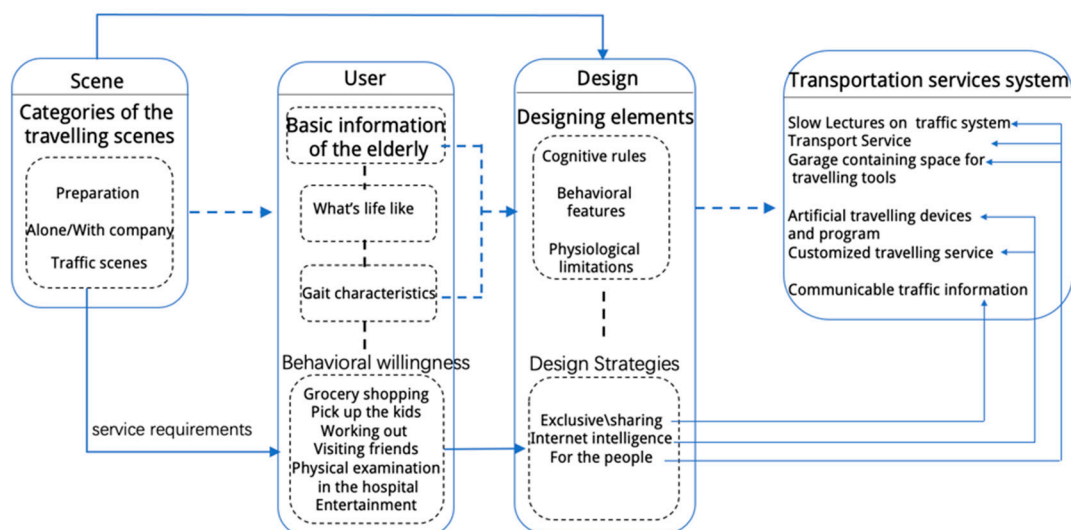 Scene
Categories of the
travelling scenes
Preparation
Alone/With company
Traffic scenes
service requirements
User
Basic information
of the elderly
What's life like
Gait characteristics
Behavioral willingness
Grocery shopping
Pick up the kids
Working out
Visiting friends
Physical examination
in the hospital
Entertainment
Design
Designing elements
Cognitive rules
Behavioral
features
Physiological
limitations
Design Strategies
Exclusive\sharing
Internet intelligence
For the people
Transportation services system
Slow Lectures on traffic system
Transport Service
Garage containing space for
travelling tools
Artificial travelling devices
and program
Customized travelling service
Communicable traffic information